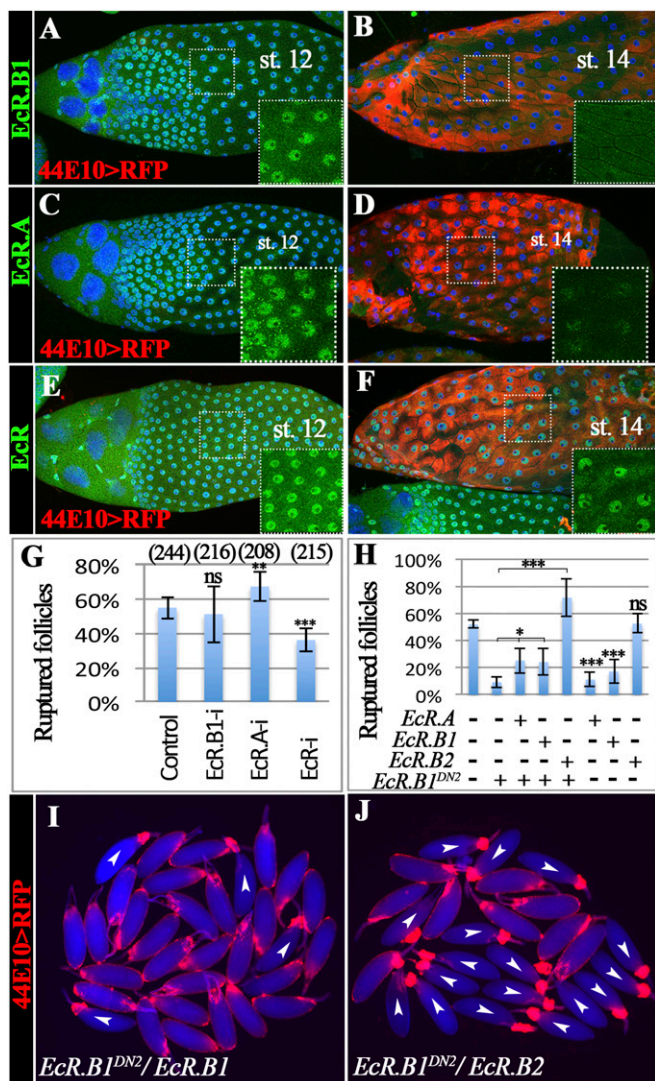 A
EcR.B1
st. 12
44E10>RFP
B
st. 14
C
EcR.A
st. 12
44E10>RFP
D
st. 14
E
EcR
st. 12
44E10>RFP
F
st. 14
G
(244) (216) (208) (215)
ns ** ***
80%
60%
40%
20%
0%
Ruptured follicles
Control EcR.B1-i EcR.A-i EcR-i
H
100%
80%
60%
40%
20%
0%
Ruptured follicles
***
*
*** *** ns
EcR.A - - + - - + - -
EcR.B1 - - - + - - + -
EcR.B2 - - - - + - - +
EcR.B1DN2 - + + + + - - -
I
44E10>RFP
EcR.B1DN2/ EcR.B1
J
EcR.B1DN2/ EcR.B2